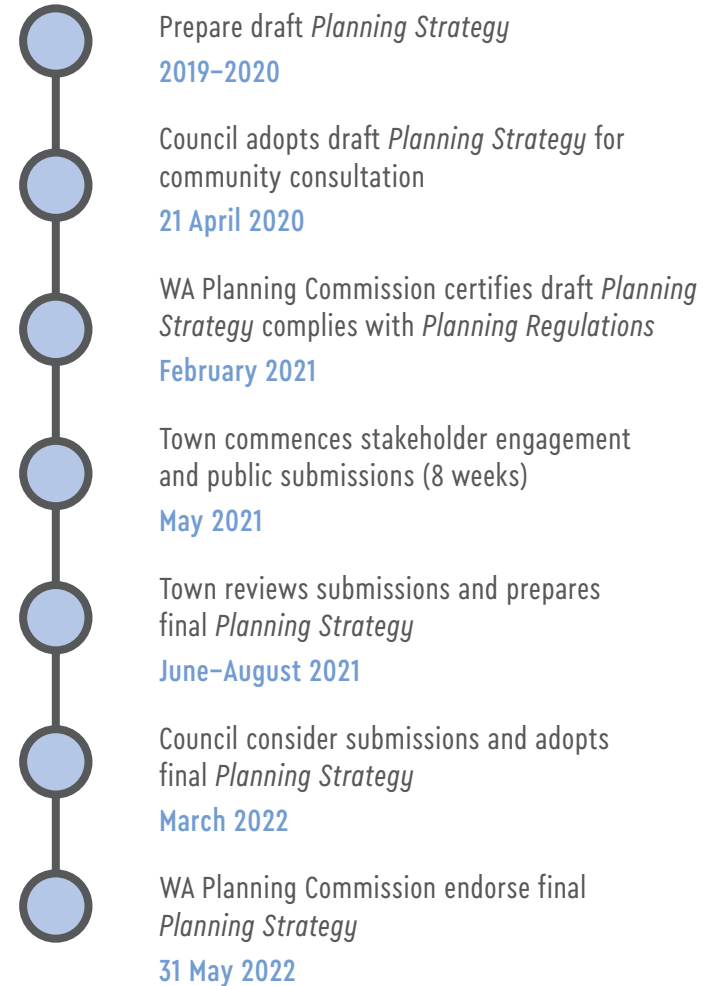 Prepare draft Planning Strategy
2019–2020
Council adopts draft Planning Strategy for
community consultation
21 April 2020
WA Planning Commission certifies draft Planning
Strategy complies with Planning Regulations
February 2021
Town commences stakeholder engagement
and public submissions (8 weeks)
May 2021
Town reviews submissions and prepares
final Planning Strategy
June–August 2021
Council consider submissions and adopts
final Planning Strategy
March 2022
WA Planning Commission endorse final
Planning Strategy
31 May 2022